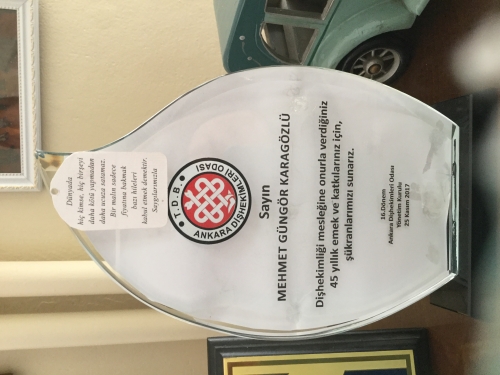 Dünyada
hiç kimse, hiç birşeyi
daha kötü yapmadan
daha ucuza satamaz.
Bir malın sadece
fiyatına bakmak
bazı hileleri
kabul etmek demektir.
Saygılarımızla
T.D.B.
ANKARA DİŞHEKİMLERİ ODASI
Sayın
MEHMET GÜNGÖR KARAGÖZLÜ
Dişhekimliği mesleğine onurla verdiğiniz
45 yıllık emek ve katkılarınız için,
şükranlarımızı sunarız.
16.Dönem
Ankara Dişhekimleri Odası
Yönetim Kurulu
25 Kasım 2017